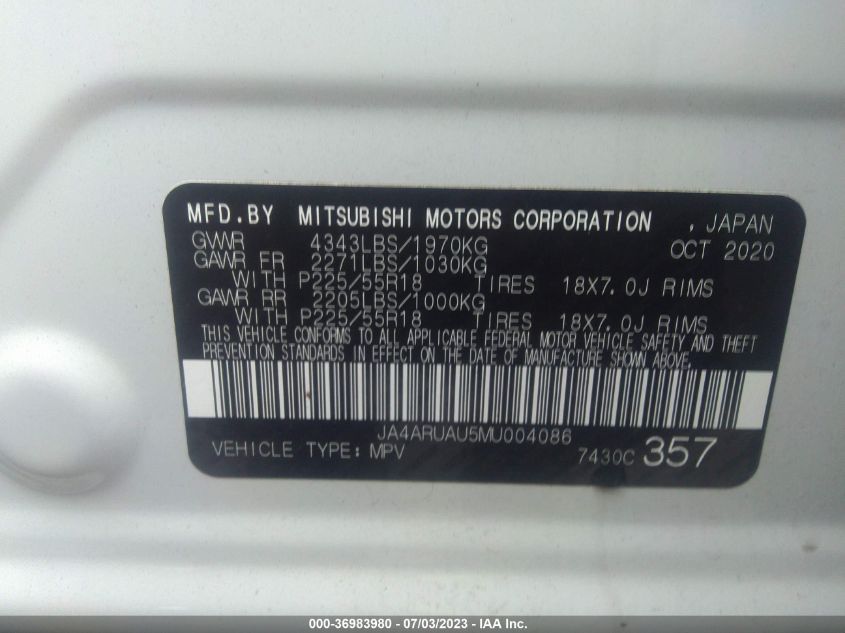 MFD.BY MITSUBISHI MOTORS CORPORATION , JAPAN
GVWR 4343LBS/1970KG OCT 2020
GAWR FR 2271LBS/1030KG
WITH P225/55R18 TIRES 18X7.0J RIMS
GAWR RR 2205LBS/1000KG
WITH P225/55R18 TIRES 18X7.0J RIMS
THIS VEHICLE CONFORMS TO ALL APPLICABLE FEDERAL MOTOR VEHICLE SAFETY AND THEFT
PREVENTION STANDARDS IN EFFECT ON THE DATE OF MANUFACTURE SHOWN ABOVE.
JA4ARUAU5MU004086
VEHICLE TYPE: MPV 7430C 357
000-36983980 - 07/03/2023 - IAA Inc.